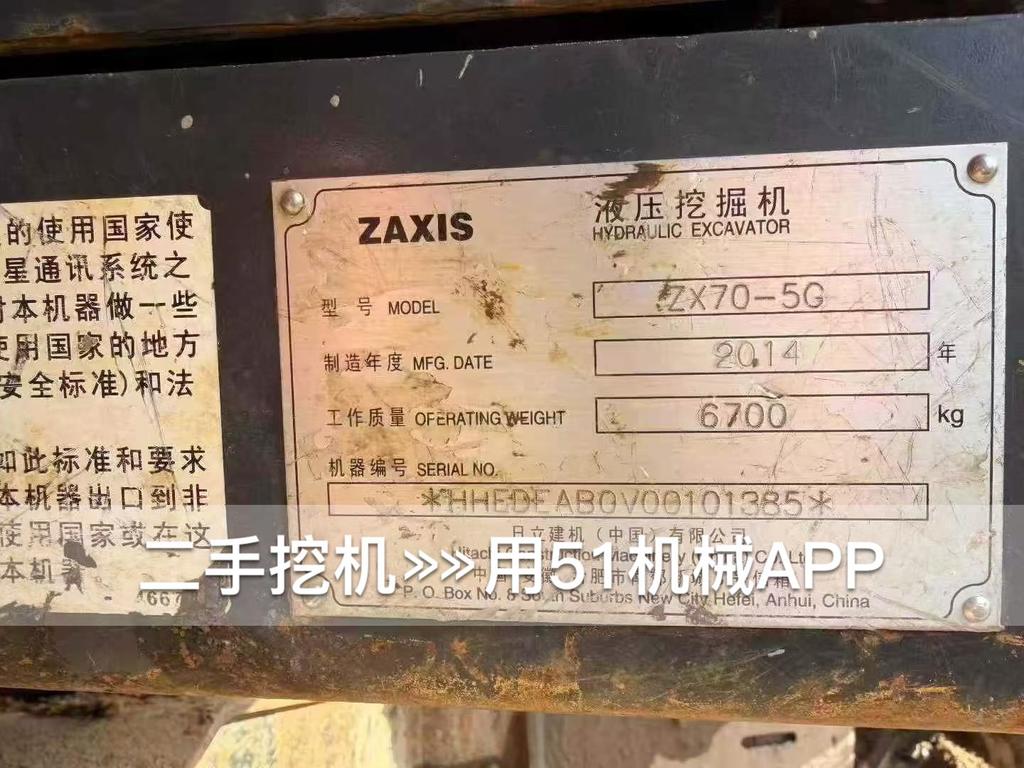 的使用国家使
星通讯系统之
对本机器做一些
使用国家的地方
安全标准)和法
如此标准和要求
本机器出口到非
使用国家或在这
本机器
667
ZAXIS
液压挖掘机
HYDRAULIC EXCAVATOR
型 号 MODEL ZX70-5G
制造年度 MFG. DATE 2014 年
工作质量 OFERATING WEIGHT 6700 kg
机器编号 SERIAL NO.
*HHEDEAB0V00101385*
日立建机(中国)有限公司
P. O. Box No. 8 South Suburbs New City Hefei, Anhui, China
二手挖机»»用51机械APP